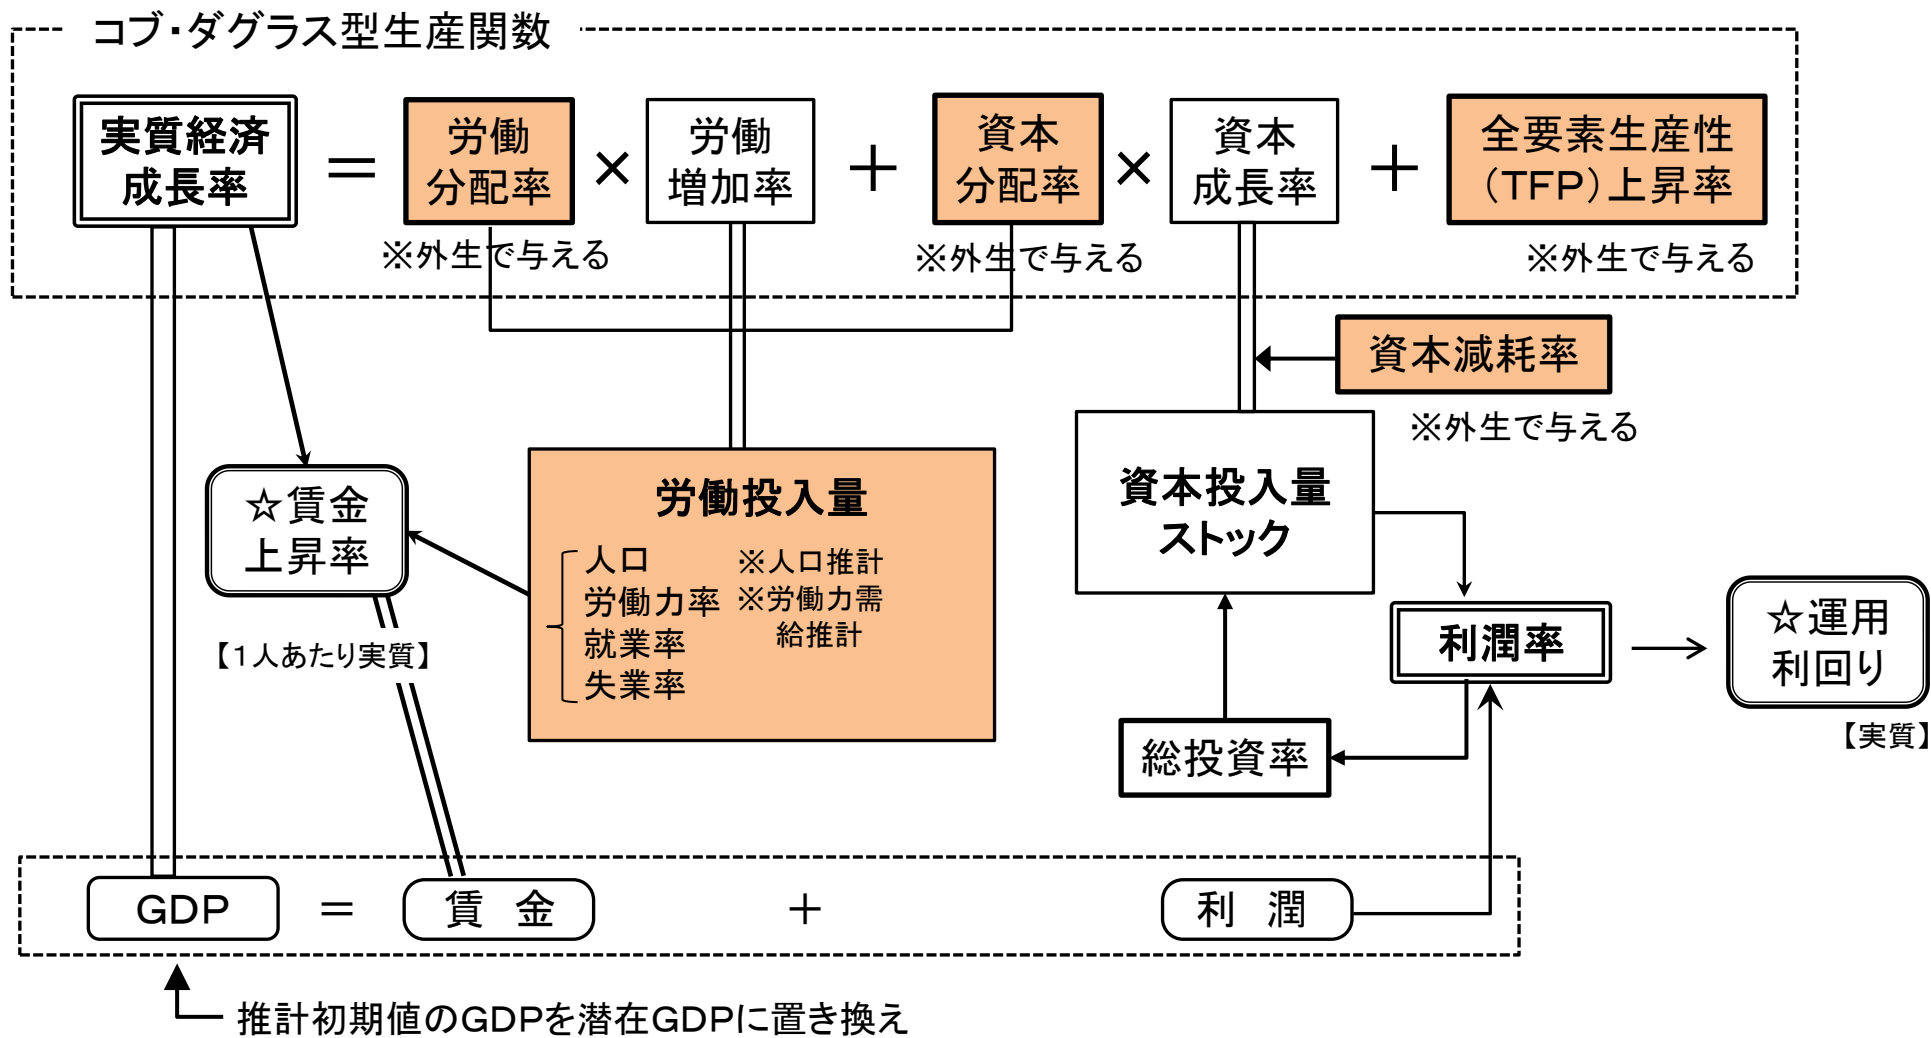 コブ・ダグラス型生産関数
実質経済
成長率
＝
労働
分配率
×
労働
増加率
＋
資本
分配率
×
資本
成長率
＋
全要素生産性
（TFP）上昇率
※外生で与える
※外生で与える
※外生で与える
資本減耗率
※外生で与える
☆賃金
上昇率
【１人あたり実質】
労働投入量
人口
労働力率
就業率
失業率
※人口推計
※労働力需
給推計
資本投入量
ストック
利潤率
☆運用
利回り
【実質】
総投資率
GDP
＝
賃　金
＋
利　潤
推計初期値のGDPを潜在GDPに置き換え